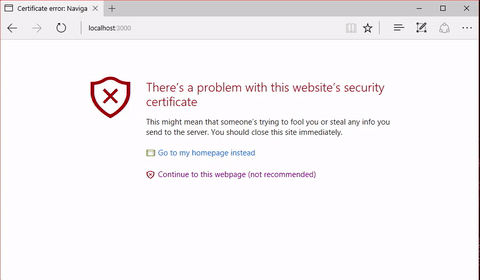 Certificate error: Naviga
localhost:3000
There's a problem with this website's security
certificate
This might mean that someone's trying to fool you or steal any info you
send to the server. You should close this site immediately.
Go to my homepage instead
Continue to this webpage (not recommended)